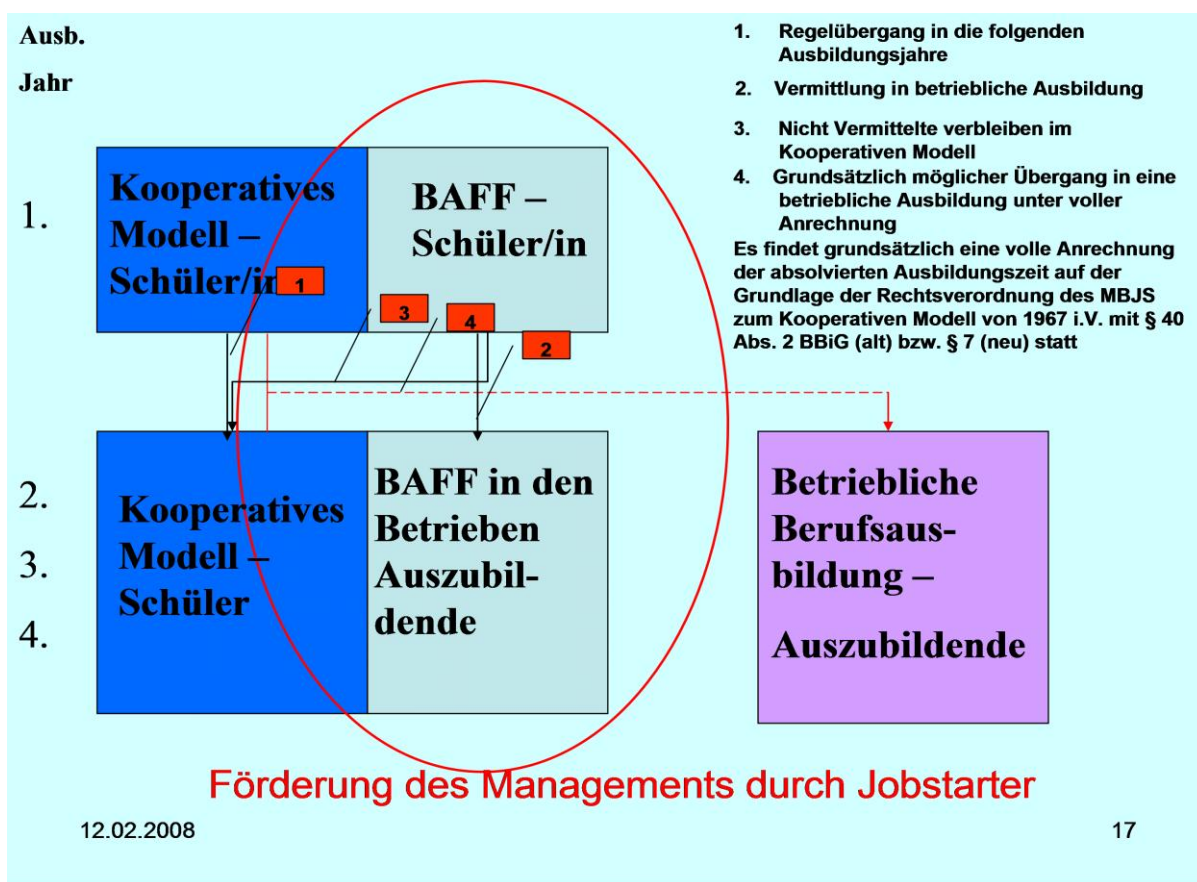 Ausb.
Jahr
1. Regelübergang in die folgenden
Ausbildungsjahre
2. Vermittlung in betriebliche Ausbildung
3. Nicht Vermittelte verbleiben im
Kooperativen Modell
4. Grundsätzlich möglicher Übergang in eine
betriebliche Ausbildung unter voller
Anrechnung
Es findet grundsätzlich eine volle Anrechnung
der absolvierten Ausbildungszeit auf der
Grundlage der Rechtsverordnung des MBJS
zum Kooperativen Modell von 1967 i.V. mit § 40
Abs. 2 BBiG (alt) bzw. § 7 (neu) statt
1.
Kooperatives
Modell –
Schüler/in
BAFF –
Schüler/in
1
3
4
2
2.
3.
4.
Kooperatives
Modell –
Schüler
BAFF in den
Betrieben
Auszubil-
dende
Betriebliche
Berufsaus-
bildung –
Auszubildende
Förderung des Managements durch Jobstarter
12.02.2008
17